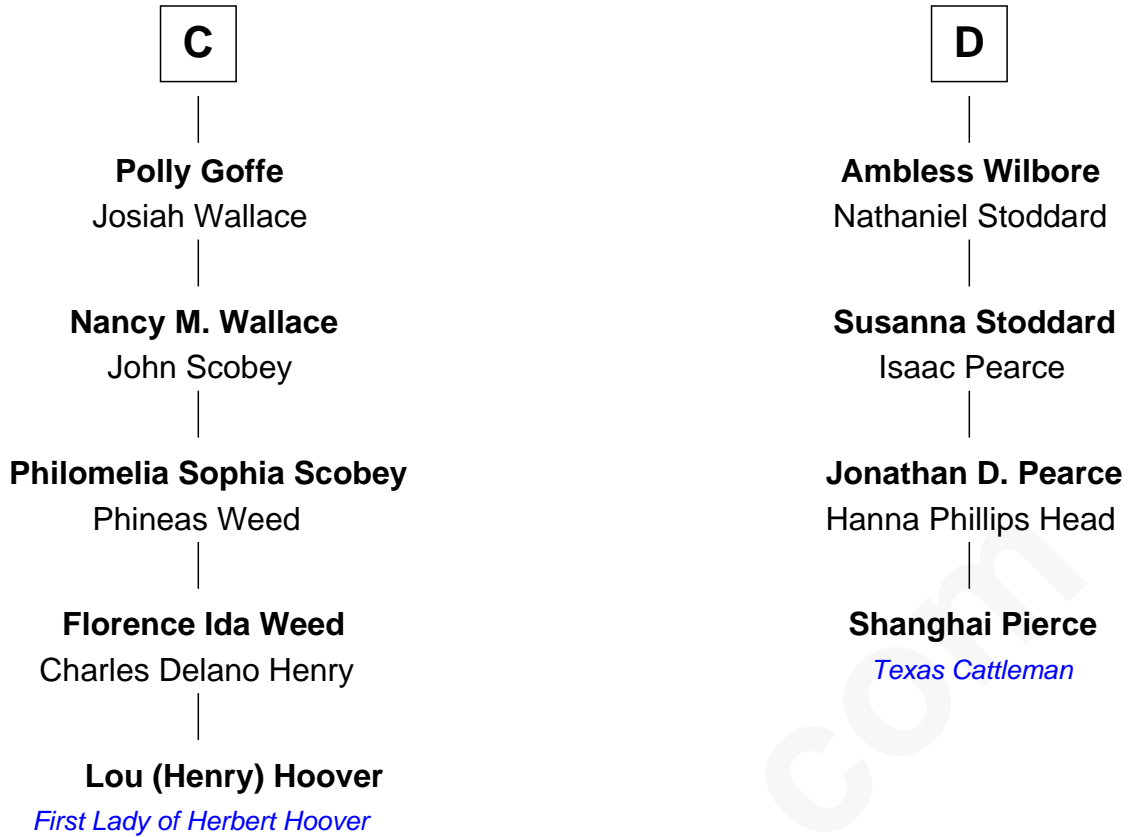 C
Polly Goffe
Josiah Wallace
Nancy M. Wallace
John Scobey
Philomelia Sophia Scobey
Phineas Weed
Florence Ida Weed
Charles Delano Henry
Lou (Henry) Hoover
First Lady of Herbert Hoover
D
Ambless Wilbore
Nathaniel Stoddard
Susanna Stoddard
Isaac Pearce
Jonathan D. Pearce
Hanna Phillips Head
Shanghai Pierce
Texas Cattleman
com